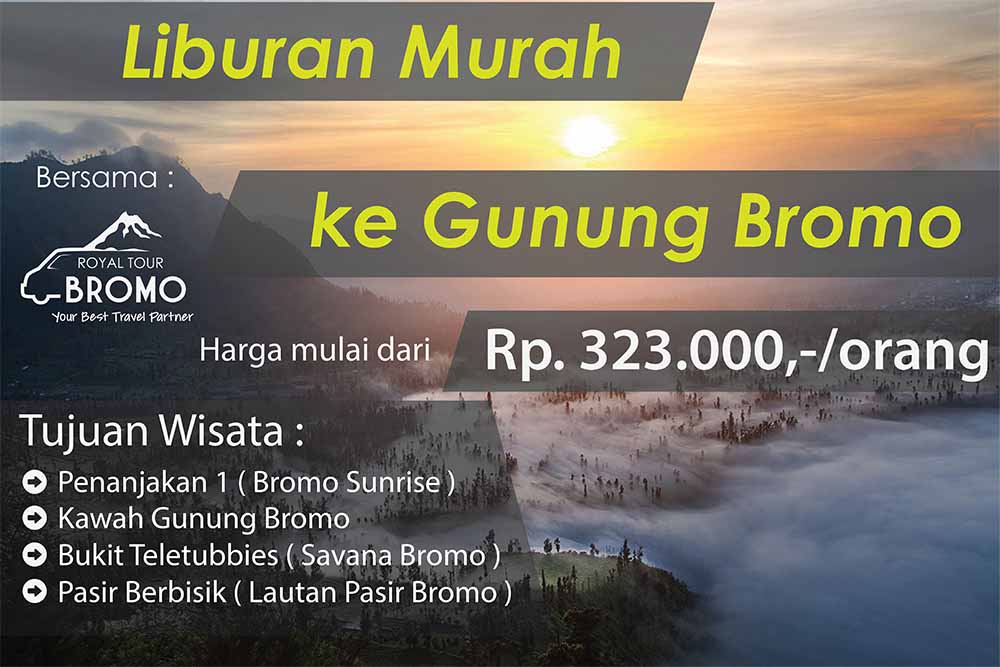 Liburan Murah
Bersama :
ke Gunung Bromo
ROYAL TOUR
BROMO
Your Best Travel Partner
Harga mulai dari
Rp. 323.000,-/orang
Tujuan Wisata :
Penanjakan 1 ( Bromo Sunrise )
Kawah Gunung Bromo
Bukit Teletubbies ( Savana Bromo )
Pasir Berbisik ( Lautan Pasir Bromo )